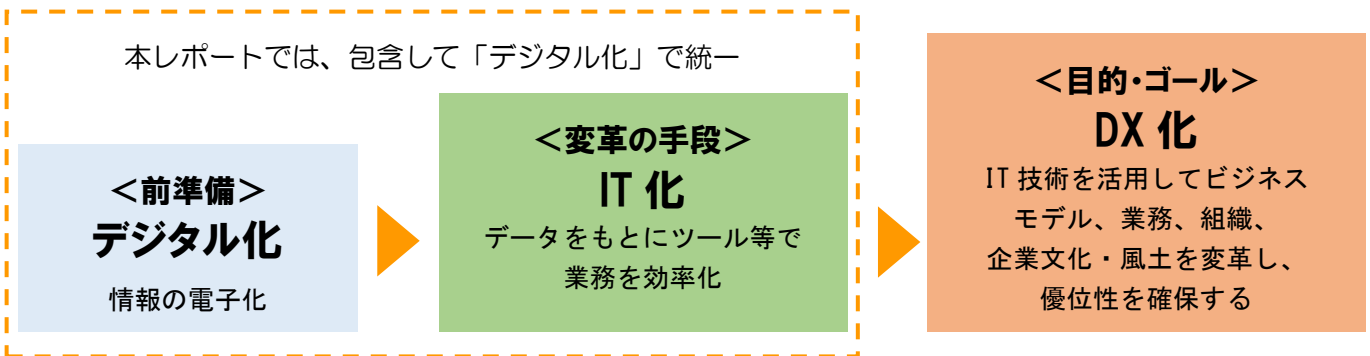 本レポートでは、包含して「デジタル化」で統一
＜前準備＞
デジタル化
情報の電子化
＜変革の手段＞
IT 化
データをもとにツール等で
業務を効率化
＜目的・ゴール＞
DX 化
IT 技術を活用してビジネス
モデル、業務、組織、
企業文化・風土を変革し、
優位性を確保する